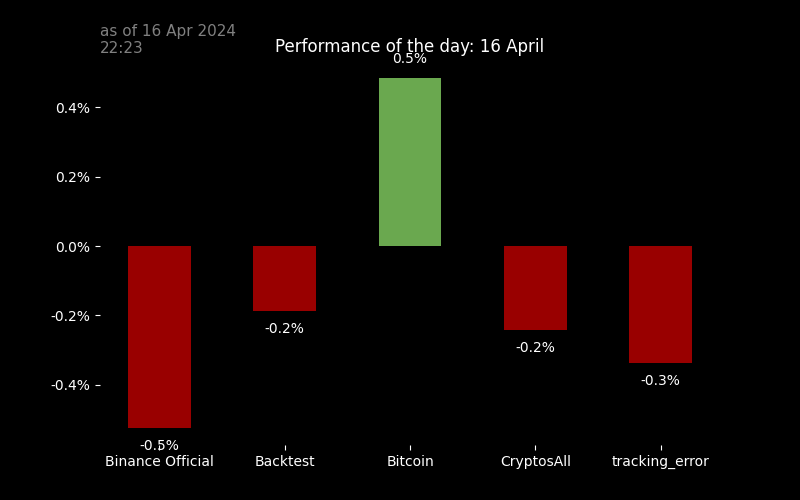 as of 16 Apr 2024
22:23
Performance of the day: 16 April
0.5%
0.4%
0.2%
0.0%
-0.2%
-0.2%
-0.2%
-0.3%
-0.4%
-0.5%
Binance Official
Backtest
Bitcoin
CryptosAll
tracking_error